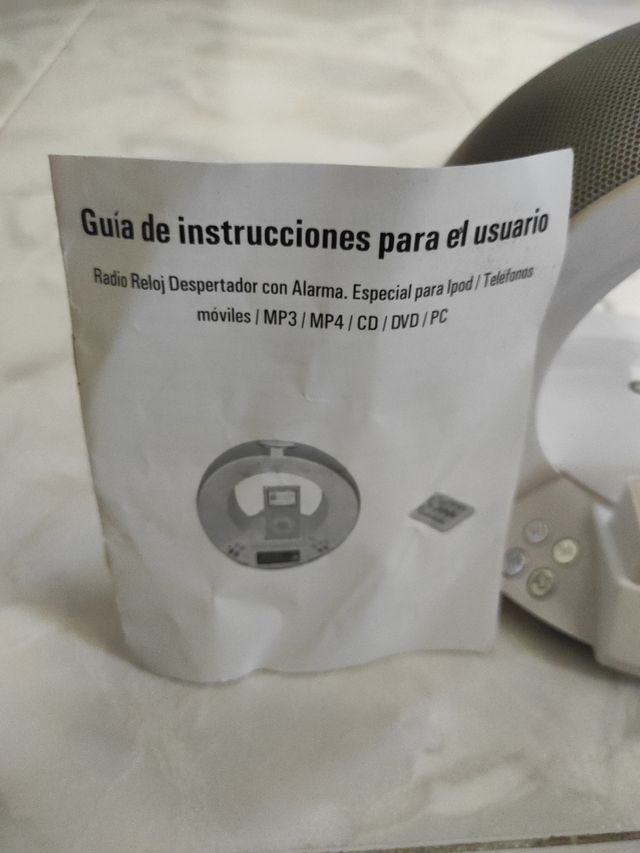 Guía de instrucciones para el usuario
Radio Reloj Despertador con Alarma. Especial para Ipod / Teléfonos
móviles / MP3 / MP4 / CD / DVD / PC